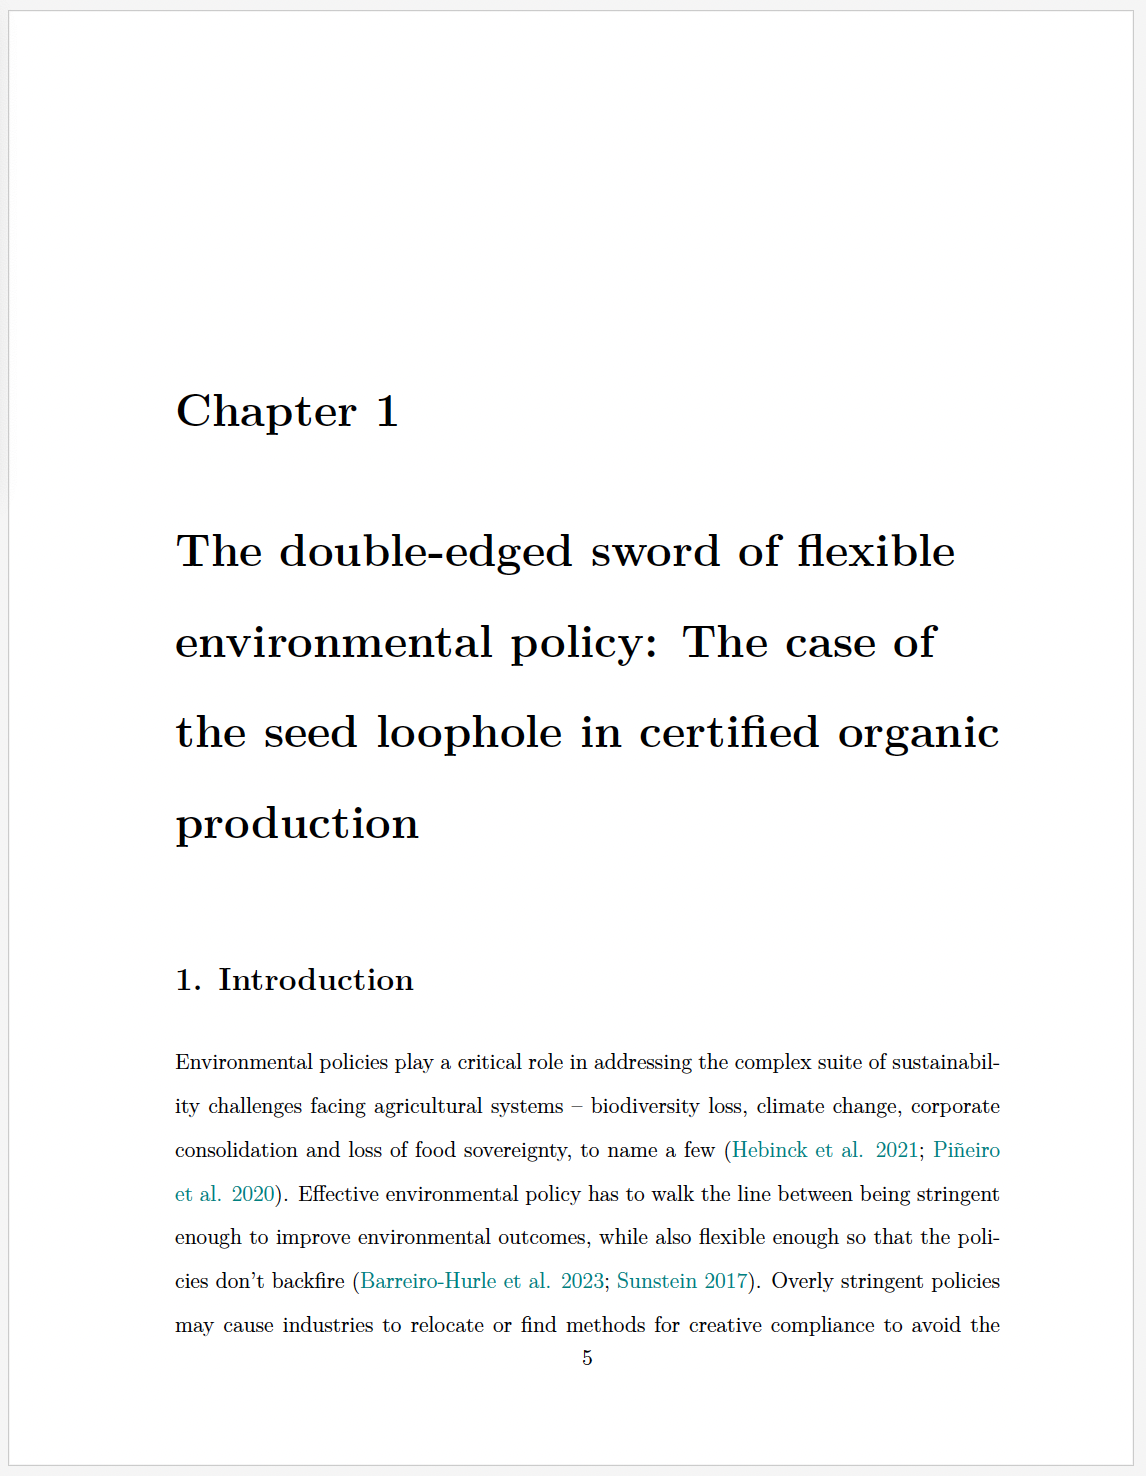 Chapter 1
The double-edged sword of flexible
environmental policy: The case of
the seed loophole in certified organic
production
1. Introduction
Environmental policies play a critical role in addressing the complex suite of sustainabil-
ity challenges facing agricultural systems – biodiversity loss, climate change, corporate
consolidation and loss of food sovereignty, to name a few (Hebinck et al. 2021; Piñeiro
et al. 2020). Effective environmental policy has to walk the line between being stringent
enough to improve environmental outcomes, while also flexible enough so that the poli-
cies don’t backfire (Barreiro-Hurle et al. 2023; Sunstein 2017). Overly stringent policies
may cause industries to relocate or find methods for creative compliance to avoid the
5